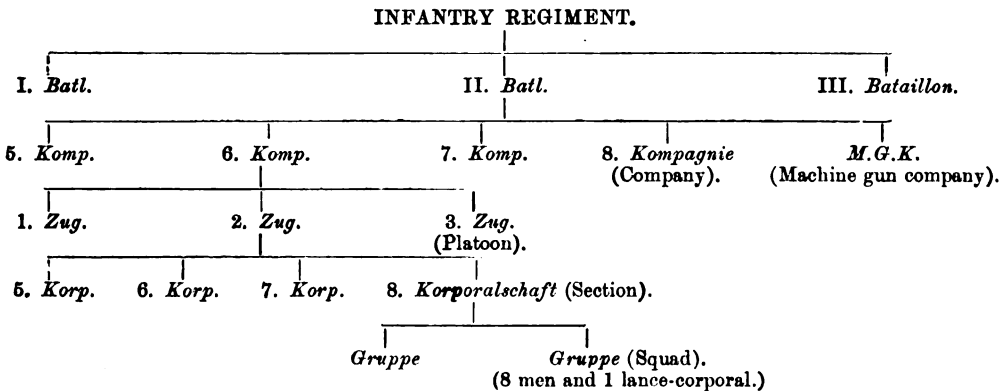 INFANTRY REGIMENT.
I. Batl. II. Batl. III. Bataillon.
5. Komp. 6. Komp. 7. Komp. 8. Kompagnie M.G.K.
(Company). (Machine gun company).
1. Zug. 2. Zug. 3. Zug.
(Platoon).
5. Korp. 6. Korp. 7. Korp. 8. Korporalschaft (Section).
Gruppe Gruppe (Squad).
(8 men and 1 lance-corporal.)